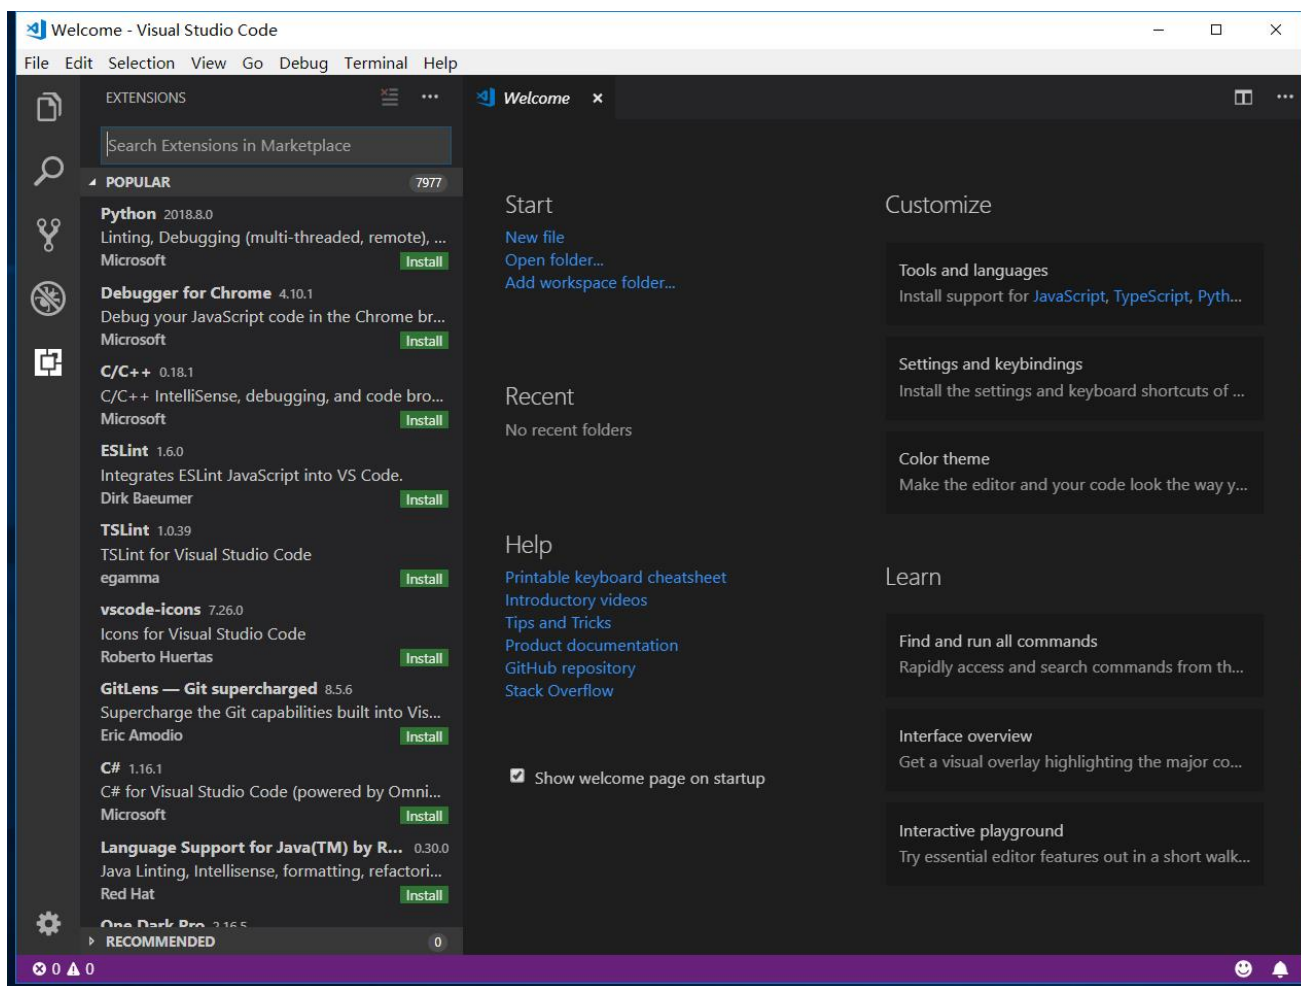 Welcome - Visual Studio Code
File Edit Selection View Go Debug Terminal Help
EXTENSIONS
Search Extensions in Marketplace
POPULAR 7977
Python 2018.8.0
Linting, Debugging (multi-threaded, remote), ...
Microsoft Install
Debugger for Chrome 4.10.1
Debug your JavaScript code in the Chrome br...
Microsoft Install
C/C++ 0.18.1
C/C++ IntelliSense, debugging, and code bro...
Microsoft Install
ESLint 1.6.0
Integrates ESLint JavaScript into VS Code.
Dirk Baeumer Install
TSLint 1.0.39
TSLint for Visual Studio Code
egamma Install
vscode-icons 7.26.0
Icons for Visual Studio Code
Roberto Huertas Install
GitLens — Git supercharged 8.5.6
Supercharge the Git capabilities built into Vis...
Eric Amodio Install
C# 1.16.1
C# for Visual Studio Code (powered by Omni...
Microsoft Install
Language Support for Java(TM) by R... 0.30.0
Java Linting, Intellisense, formatting, refactori...
Red Hat Install
One Dark Pro 2.16.5
RECOMMENDED 0
Welcome
Start
New file
Open folder...
Add workspace folder...
Recent
No recent folders
Help
Printable keyboard cheatsheet
Introductory videos
Tips and Tricks
Product documentation
GitHub repository
Stack Overflow
Show welcome page on startup
Customize
Tools and languages
Install support for JavaScript, TypeScript, Pyth...
Settings and keybindings
Install the settings and keyboard shortcuts of ...
Color theme
Make the editor and your code look the way y...
Learn
Find and run all commands
Rapidly access and search commands from th...
Interface overview
Get a visual overlay highlighting the major co...
Interactive playground
Try essential editor features out in a short walk...
0 0